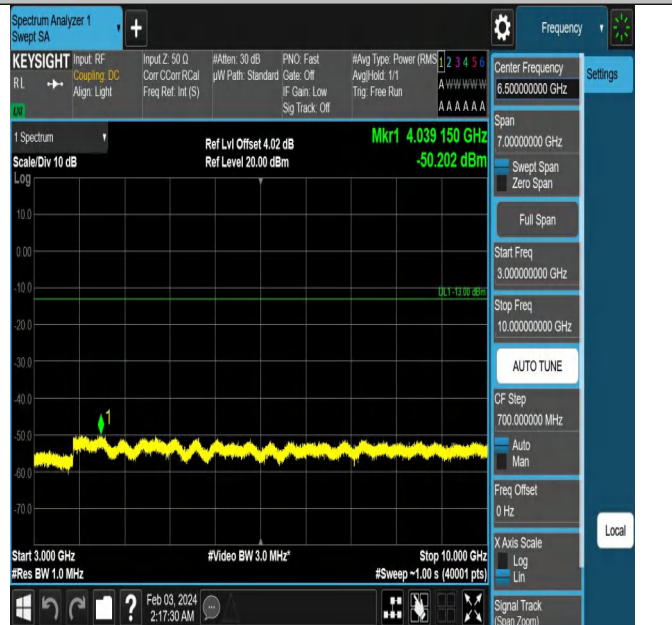 Spectrum Analyzer 1
Swept SA
+
Frequency
KEYSIGHT
RL
LXI
Input: RF
Coupling: DC
Align: Light
Input Z: 50 Ω
Corr CCorr RCal
Freq Ref: Int (S)
#Atten: 30 dB
µW Path: Standard
PNO: Fast
Gate: Off
IF Gain: Low
Sig Track: Off
#Avg Type: Power (RMS
Avg|Hold: 1/1
Trig: Free Run
1 2 3 4 5 6
A W W W W W
A A A A A A
1 Spectrum
Scale/Div 10 dB
Log
Ref Lvl Offset 4.02 dB
Ref Level 20.00 dBm
Mkr1 4.039 150 GHz
-50.202 dBm
10.0
0.00
-10.0
-20.0
-30.0
-40.0
-50.0
-60.0
-70.0
DL1 -13.00 dBm
1
Start 3.000 GHz
#Res BW 1.0 MHz
#Video BW 3.0 MHz*
Stop 10.000 GHz
#Sweep ~1.00 s (40001 pts)
Center Frequency
6.500000000 GHz
Settings
Span
7.00000000 GHz
Swept Span
Zero Span
Full Span
Start Freq
3.000000000 GHz
Stop Freq
10.000000000 GHz
AUTO TUNE
CF Step
700.000000 MHz
Auto
Man
Freq Offset
0 Hz
X Axis Scale
Log
Lin
Local
Signal Track
(Span Zoom)
?
Feb 03, 2024
2:17:30 AM